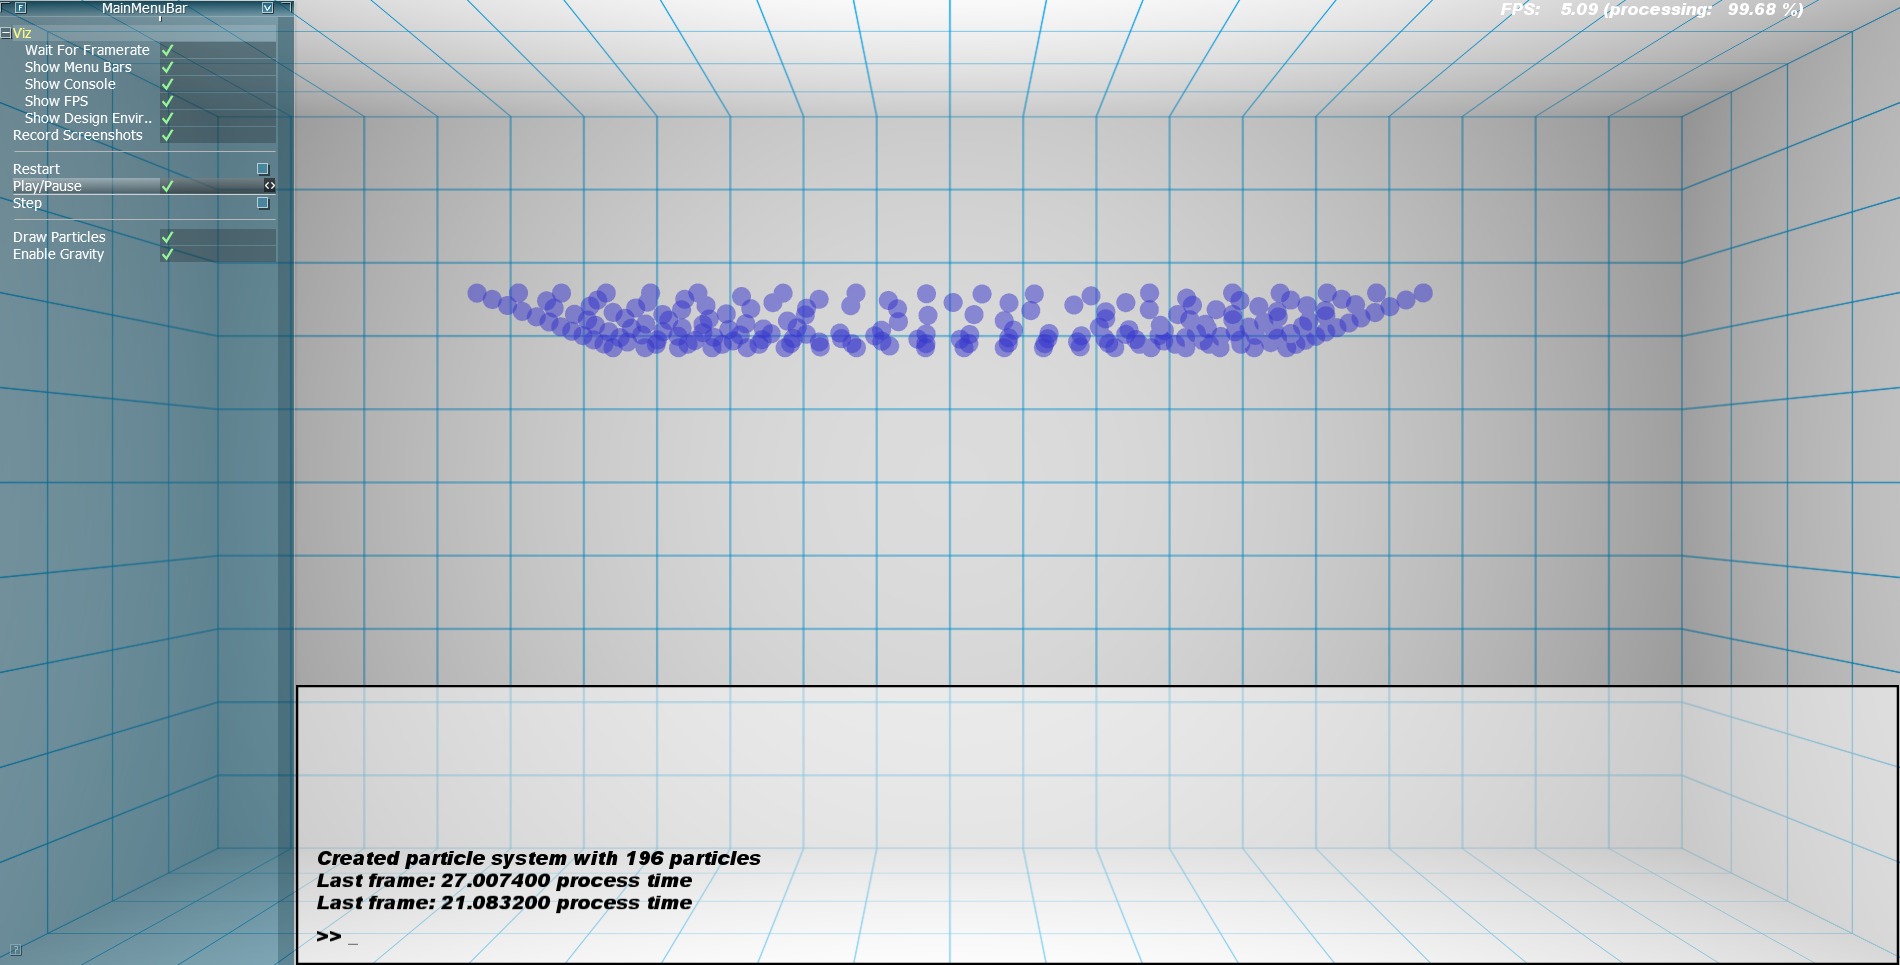 MainMenuBar
FPS: 5.09 (processing: 99.68 %)
Viz
Wait For Framerate
Show Menu Bars
Show Console
Show FPS
Show Design Envir..
Record Screenshots
Restart
Play/Pause
Step
Draw Particles
Enable Gravity
Created particle system with 196 particles
Last frame: 27.007400 process time
Last frame: 21.083200 process time
>> _